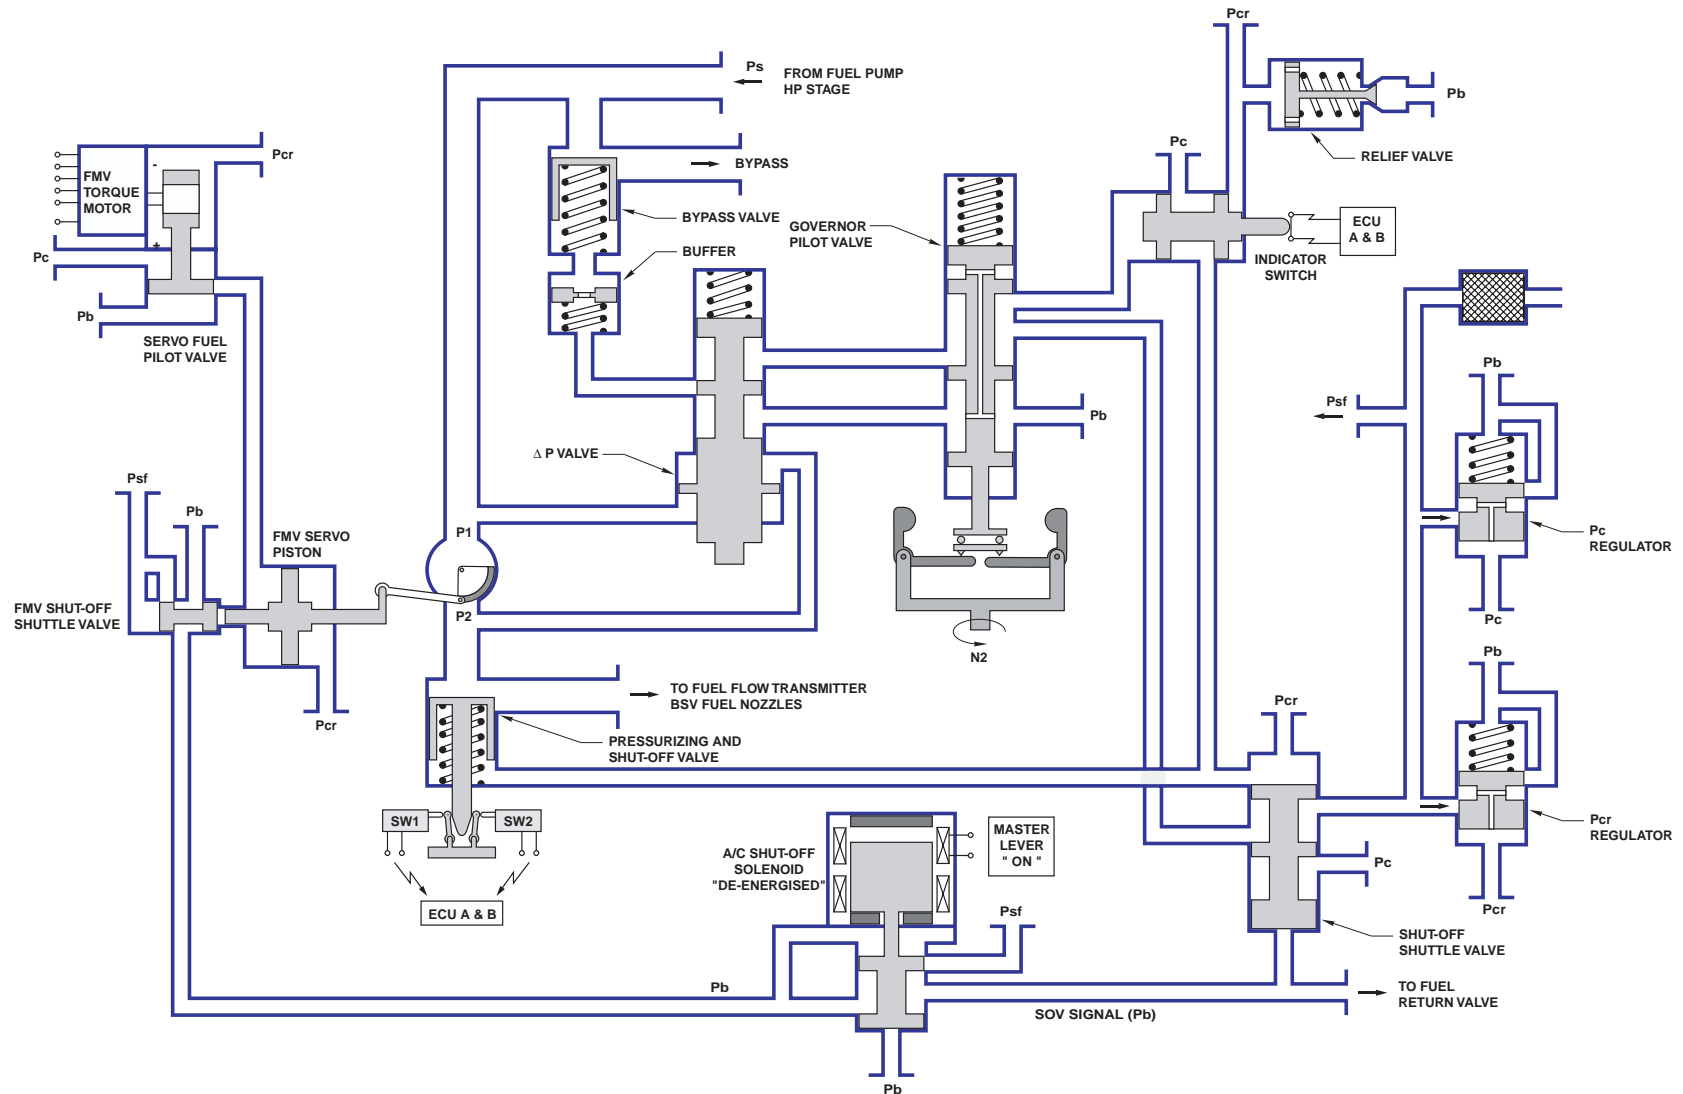 Pcr
Ps
FROM FUEL PUMP
HP STAGE
Pb
RELIEF VALVE
Pcr
FMV
TORQUE
MOTOR
-
+
BYPASS
Pc
BYPASS VALVE
GOVERNOR
PILOT VALVE
ECU
A & B
INDICATOR
SWITCH
Pc
BUFFER
Pb
SERVO FUEL
PILOT VALVE
Pb
Psf
Pb
Δ P VALVE
Psf
Pb
FMV SERVO
PISTON
P1
Pc
REGULATOR
FMV SHUT-OFF
SHUTTLE VALVE
P2
Pc
N2
Pb
TO FUEL FLOW TRANSMITTER
BSV FUEL NOZZLES
Pcr
Pcr
PRESSURIZING AND
SHUT-OFF VALVE
SW1
SW2
MASTER
LEVER
" ON "
Pcr
REGULATOR
A/C SHUT-OFF
SOLENOID
"DE-ENERGISED"
Pc
ECU A & B
Psf
Pcr
SHUT-OFF
SHUTTLE VALVE
Pb
TO FUEL
RETURN VALVE
SOV SIGNAL (Pb)
Pb